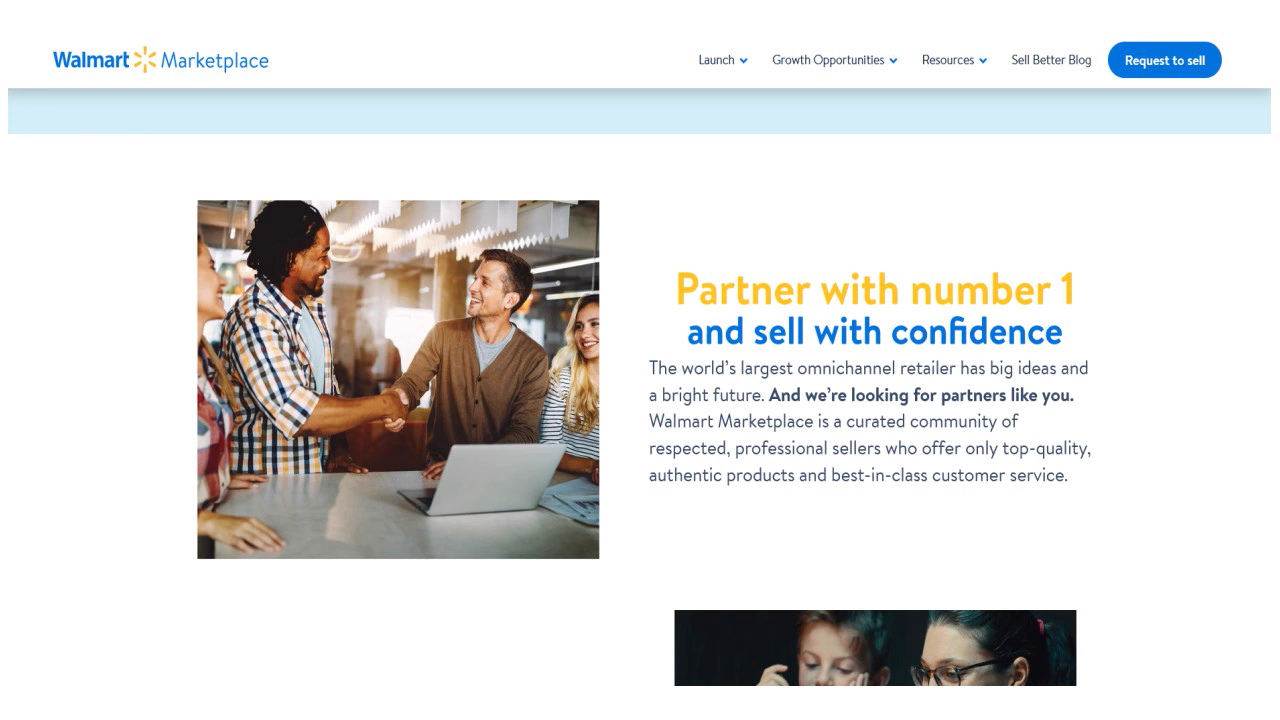 Walmart Marketplace
Launch
Growth Opportunities
Resources
Sell Better Blog
Request to sell
Partner with number 1
and sell with confidence
The world’s largest omnichannel retailer has big ideas and
a bright future. And we’re looking for partners like you.
Walmart Marketplace is a curated community of
respected, professional sellers who offer only top-quality,
authentic products and best-in-class customer service.